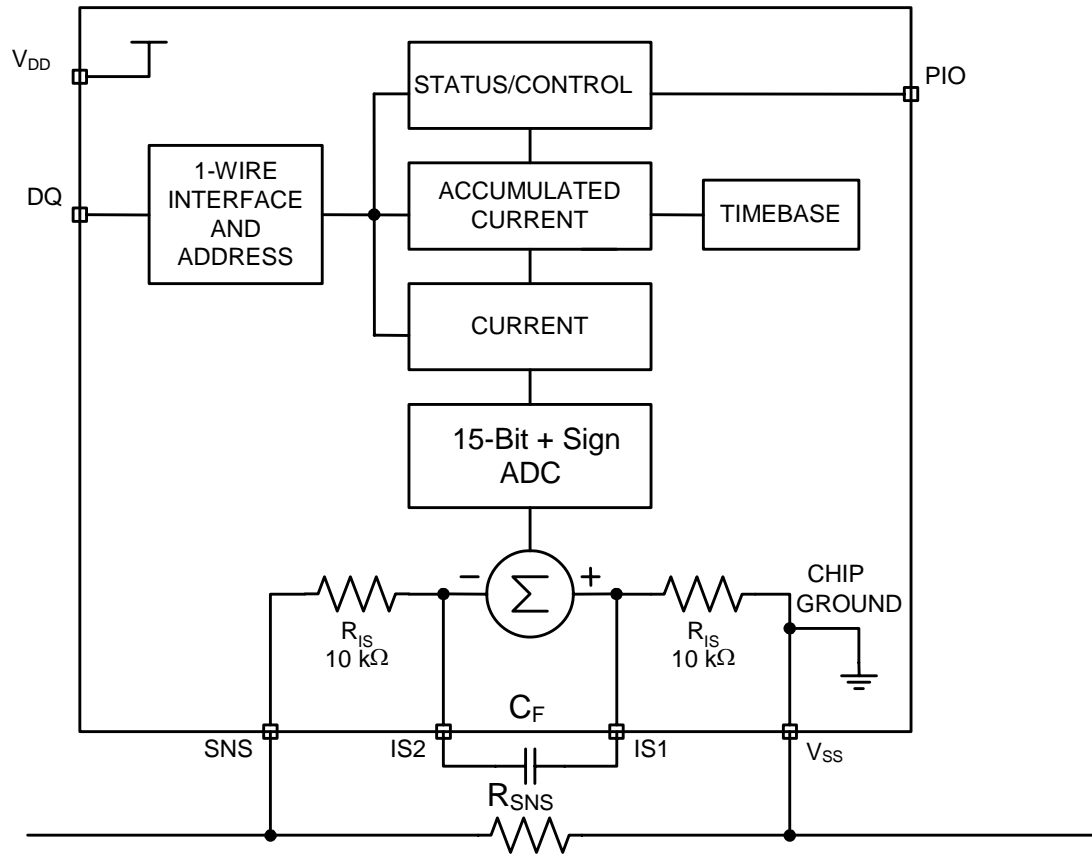 V_DD
STATUS/CONTROL
PIO
DQ
1-WIRE
INTERFACE
AND
ADDRESS
ACCUMULATED
CURRENT
TIMEBASE
CURRENT
15-Bit + Sign
ADC
- Σ +
R_IS
10 kΩ
R_IS
10 kΩ
CHIP
GROUND
SNS
IS2
C_F
IS1
V_SS
R_SNS